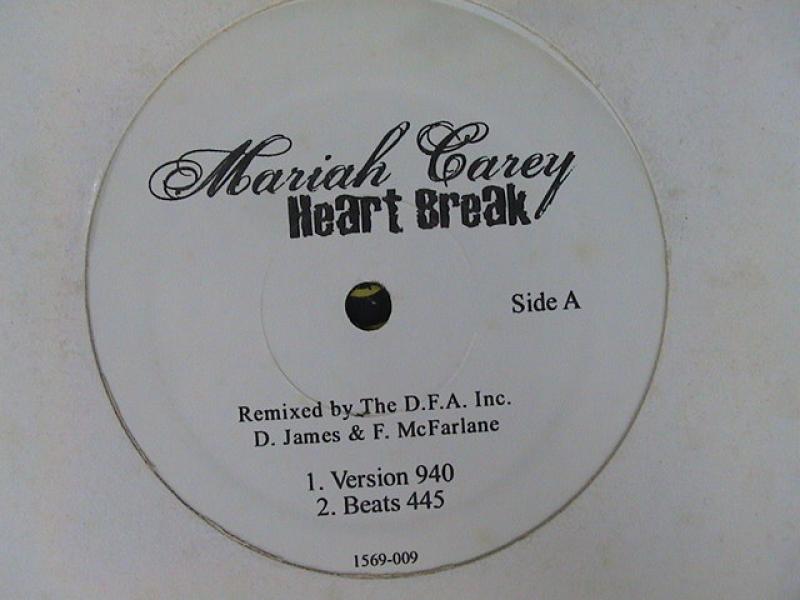 Mariah Carey
Heart Break
Side A
Remixed by The D.F.A. Inc.
D. James & F. McFarlane
1. Version 940
2. Beats 445
1569-009